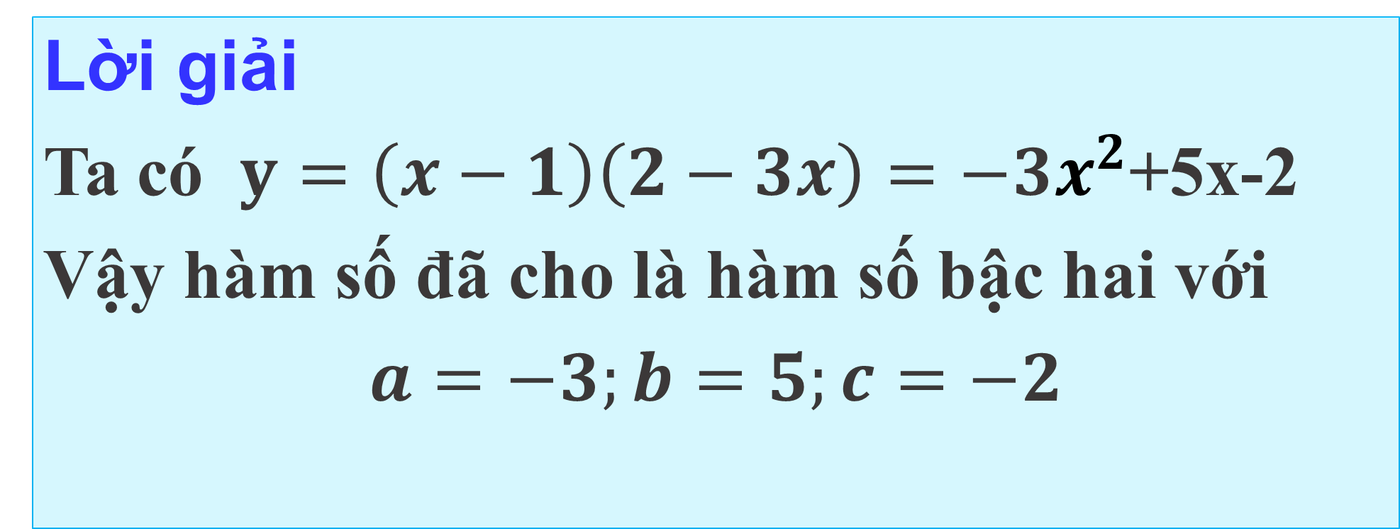 Lời giải
Ta có y = (x − 1)(2 − 3x) = −3x²+5x-2
Vậy hàm số đã cho là hàm số bậc hai với
a = −3; b = 5; c = −2